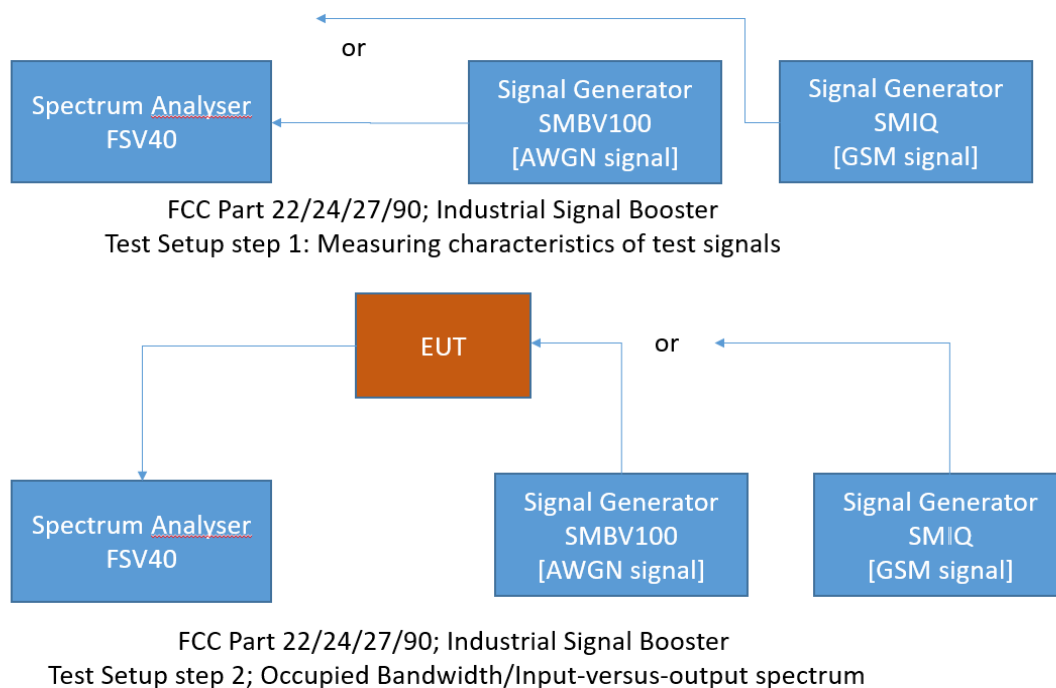 or
Spectrum Analyser
FSV40
Signal Generator
SMBV100
[AWGN signal]
Signal Generator
SMIQ
[GSM signal]
FCC Part 22/24/27/90; Industrial Signal Booster
Test Setup step 1: Measuring characteristics of test signals
EUT
or
Spectrum Analyser
FSV40
Signal Generator
SMBV100
[AWGN signal]
Signal Generator
SMIQ
[GSM signal]
FCC Part 22/24/27/90; Industrial Signal Booster
Test Setup step 2; Occupied Bandwidth/Input-versus-output spectrum